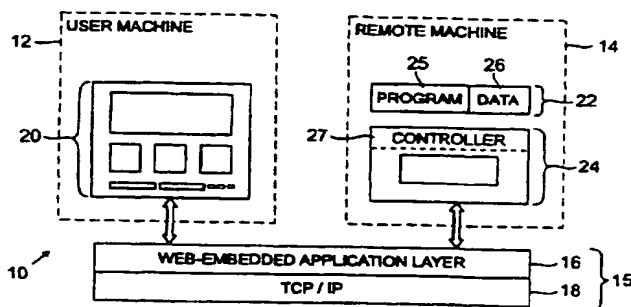 12
USER MACHINE
REMOTE MACHINE
14
25
26
20
PROGRAM
DATA
22
27
CONTROLLER
24
10
WEB-EMBEDDED APPLICATION LAYER
16
15
TCP / IP
18